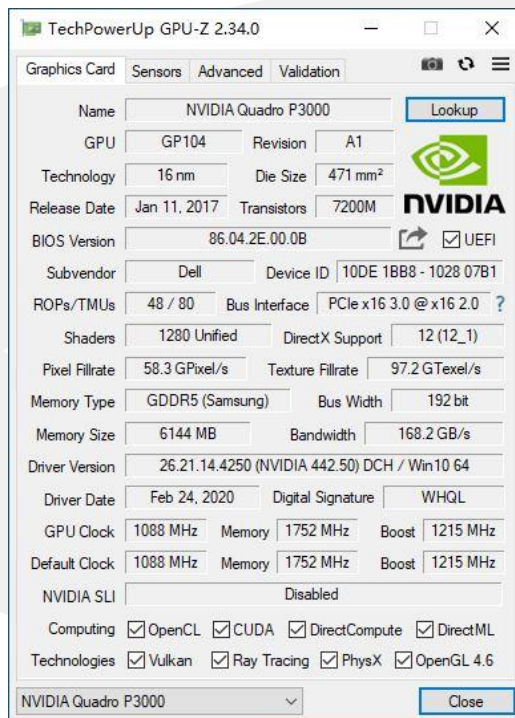 TechPowerUp GPU-Z 2.34.0
Graphics Card Sensors Advanced Validation
Name NVIDIA Quadro P3000 Lookup
GPU GP104 Revision A1
Technology 16 nm Die Size 471 mm²
Release Date Jan 11, 2017 Transistors 7200M
NVIDIA
BIOS Version 86.04.2E.00.0B UEFI
Subvendor Dell Device ID 10DE 1BB8 - 1028 07B1
ROPs/TMUs 48 / 80 Bus Interface PCIe x16 3.0 @ x16 2.0 ?
Shaders 1280 Unified DirectX Support 12 (12_1)
Pixel Fillrate 58.3 GPixel/s Texture Fillrate 97.2 GTexel/s
Memory Type GDDR5 (Samsung) Bus Width 192 bit
Memory Size 6144 MB Bandwidth 168.2 GB/s
Driver Version 26.21.14.4250 (NVIDIA 442.50) DCH / Win10 64
Driver Date Feb 24, 2020 Digital Signature WHQL
GPU Clock 1088 MHz Memory 1752 MHz Boost 1215 MHz
Default Clock 1088 MHz Memory 1752 MHz Boost 1215 MHz
NVIDIA SLI Disabled
Computing OpenCL CUDA DirectCompute DirectML
Technologies Vulkan Ray Tracing PhysX OpenGL 4.6
NVIDIA Quadro P3000 Close